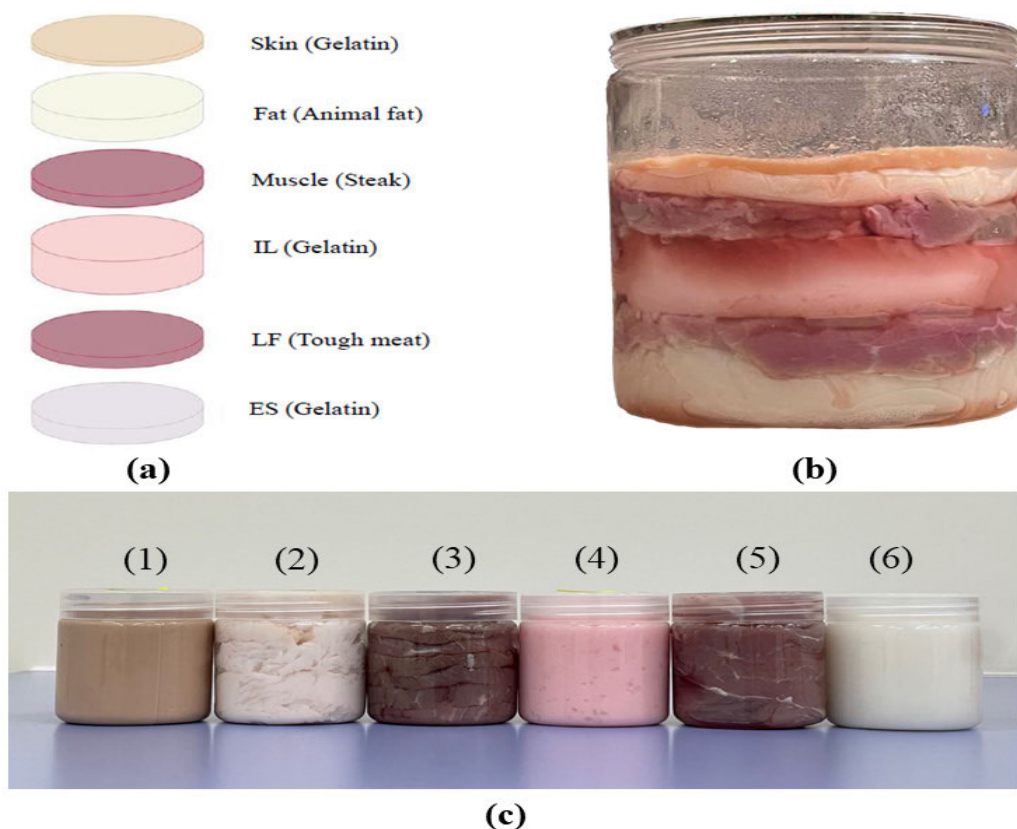 Skin (Gelatin)
Fat (Animal fat)
Muscle (Steak)
IL (Gelatin)
LF (Tough meat)
ES (Gelatin)
(a)
(b)
(1) (2) (3) (4) (5) (6)
(c)